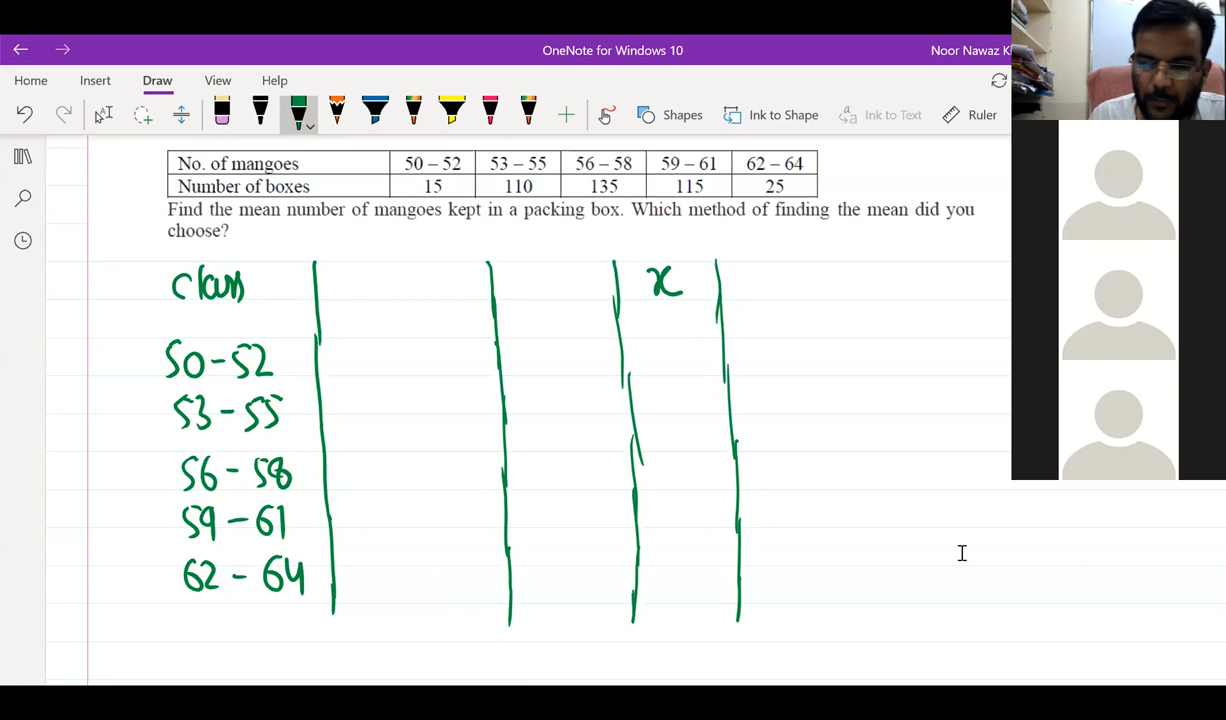 OneNote for Windows 10
Noor Nawaz K
Home Insert Draw View Help
Shapes Ink to Shape Ink to Text Ruler
No. of mangoes 50 – 52 53 – 55 56 – 58 59 – 61 62 – 64
Number of boxes 15 110 135 115 25
Find the mean number of mangoes kept in a packing box. Which method of finding the mean did you
choose?
class x
50 - 52
53 - 55
56 - 58
59 - 61
62 - 64